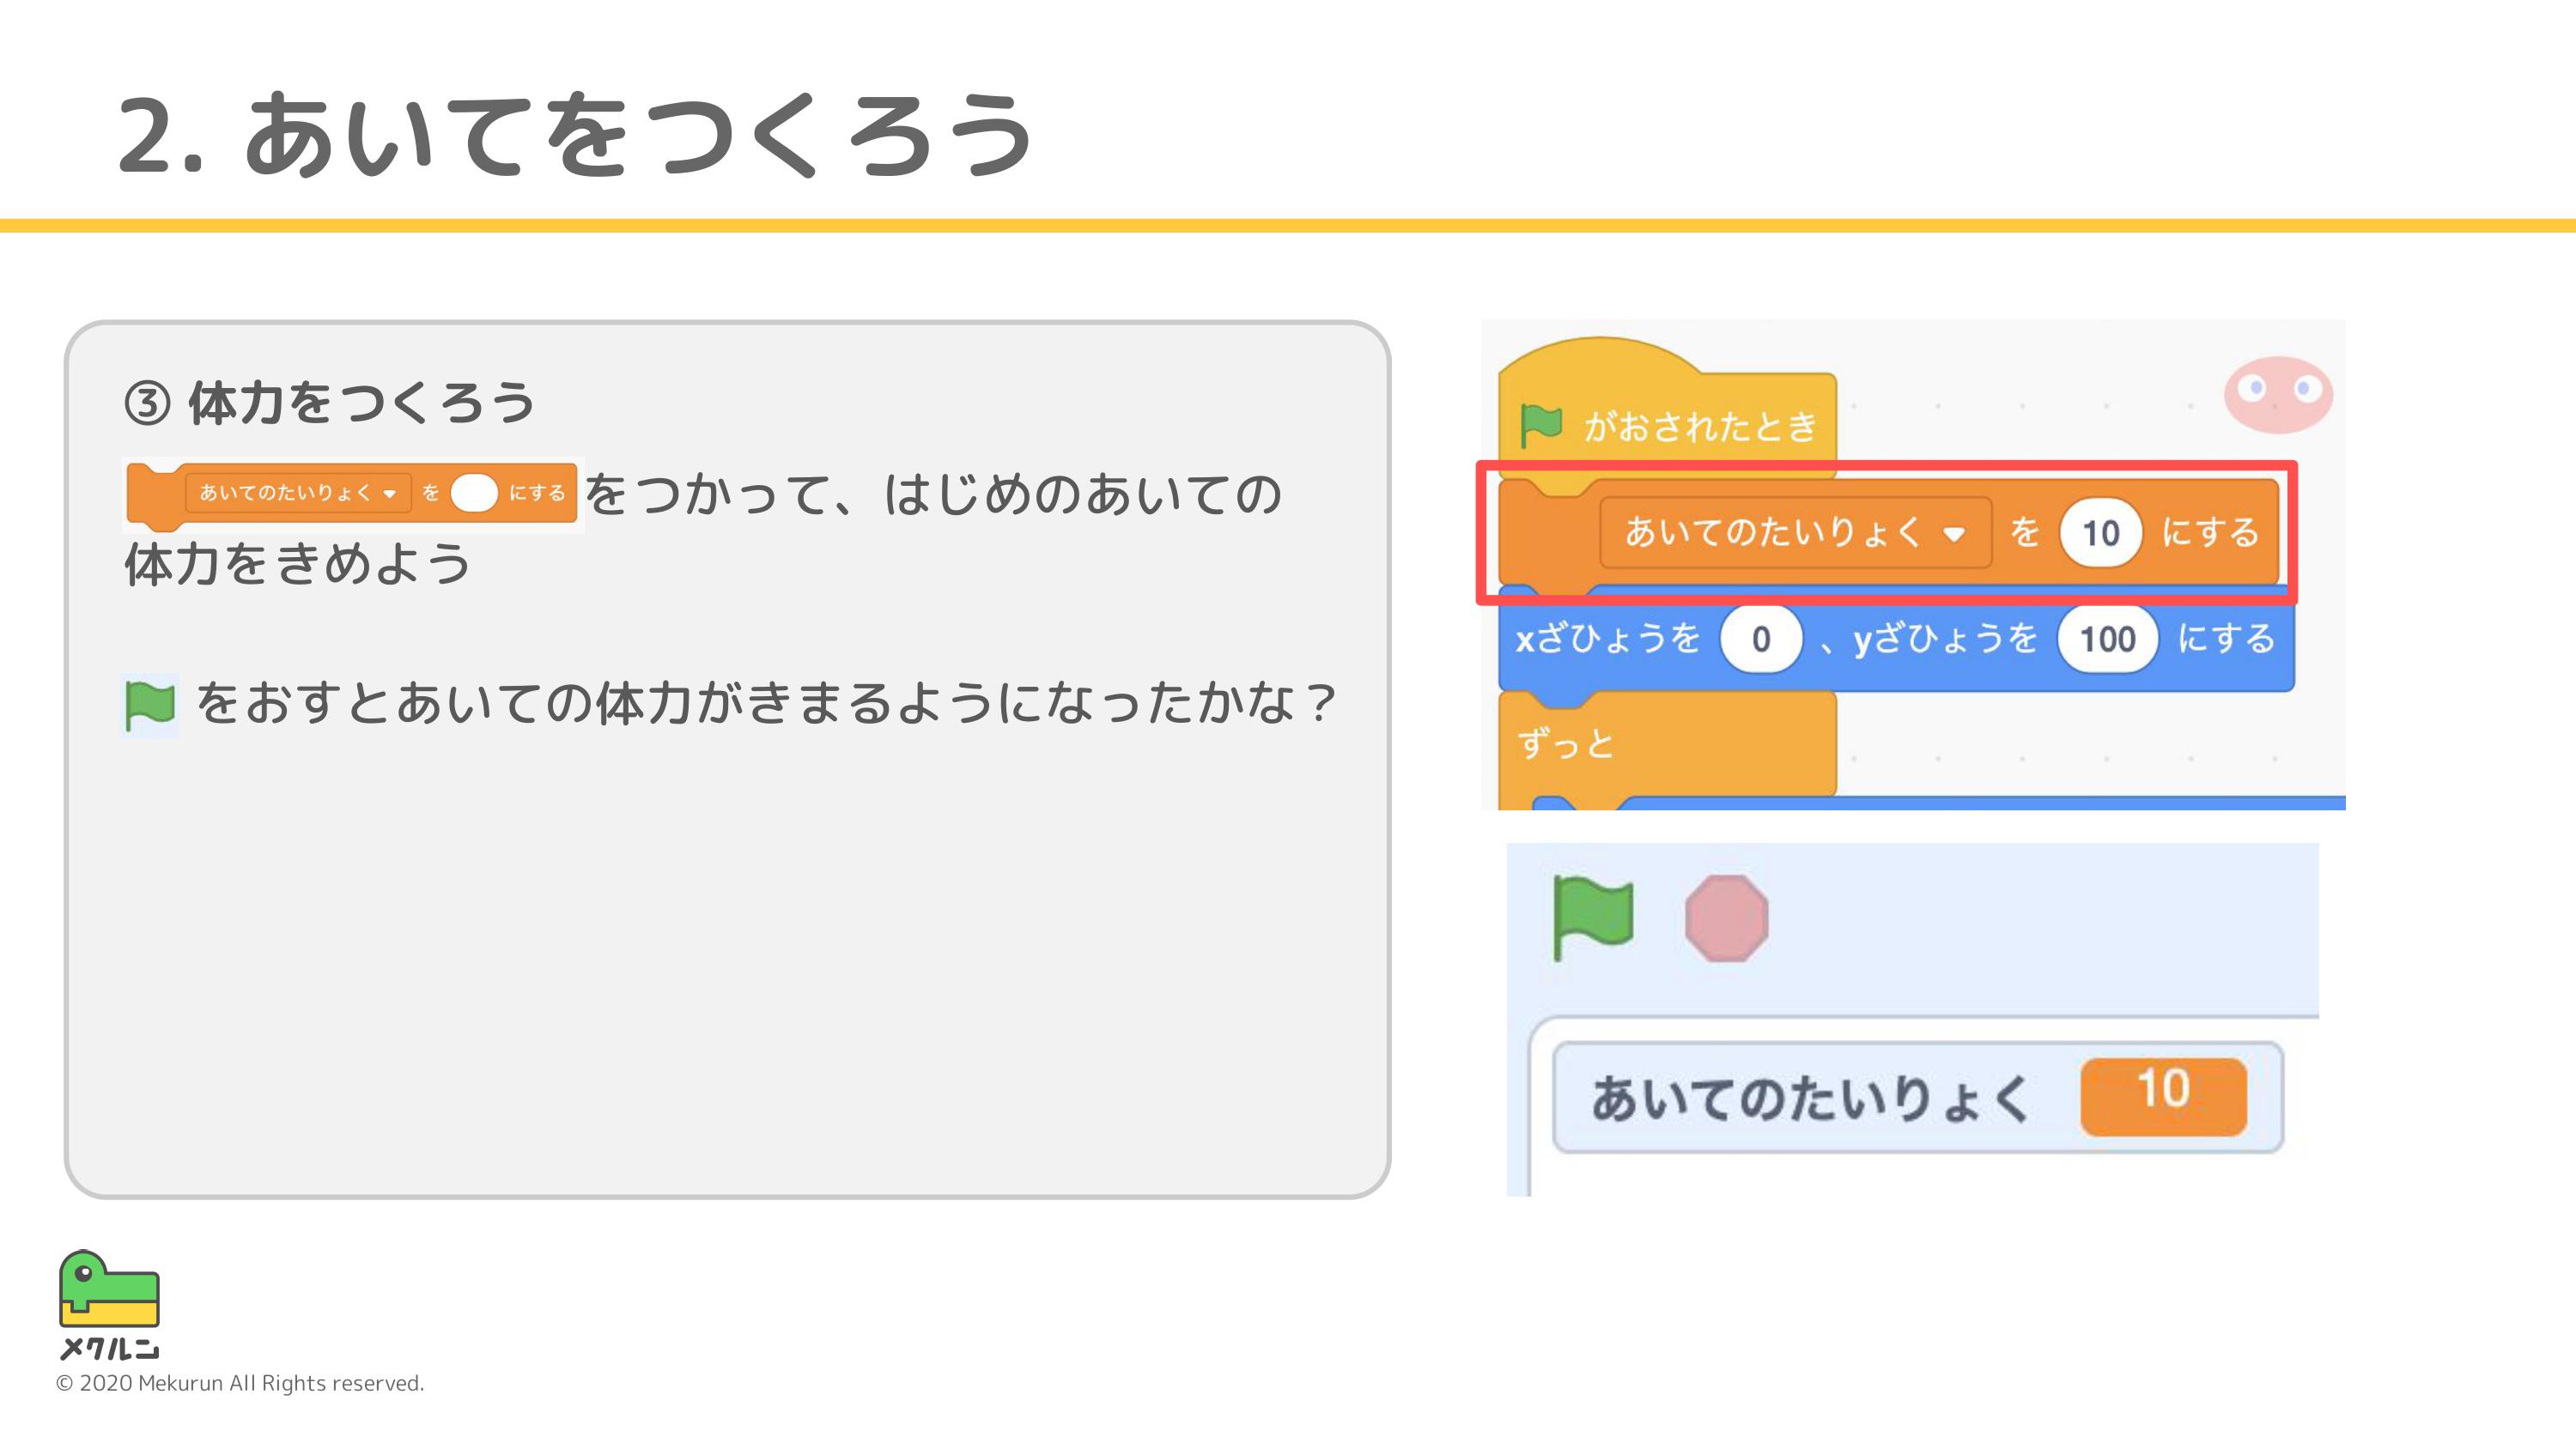 2. あいてをつくろう
③ 体力をつくろう
あいてのたいりょく を にする をつかって、はじめのあいての
体力をきめよう
をおすとあいての体力がきまるようになったかな？
がおされたとき
あいてのたいりょく を 10 にする
xざひょうを 0 、yざひょうを 100 にする
ずっと
あいてのたいりょく 10
メクルン
© 2020 Mekurun All Rights reserved.